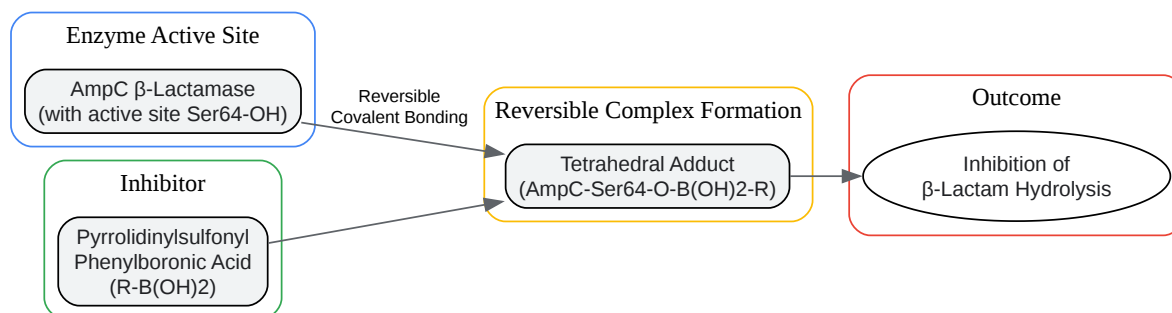 Enzyme Active Site
AmpC β-Lactamase
(with active site Ser64-OH)
Reversible
Covalent Bonding
Inhibitor
Pyrrolidinylsulfonyl
Phenylboronic Acid
(R-B(OH)2)
Reversible Complex Formation
Tetrahedral Adduct
(AmpC-Ser64-O-B(OH)2-R)
Outcome
Inhibition of
β-Lactam Hydrolysis